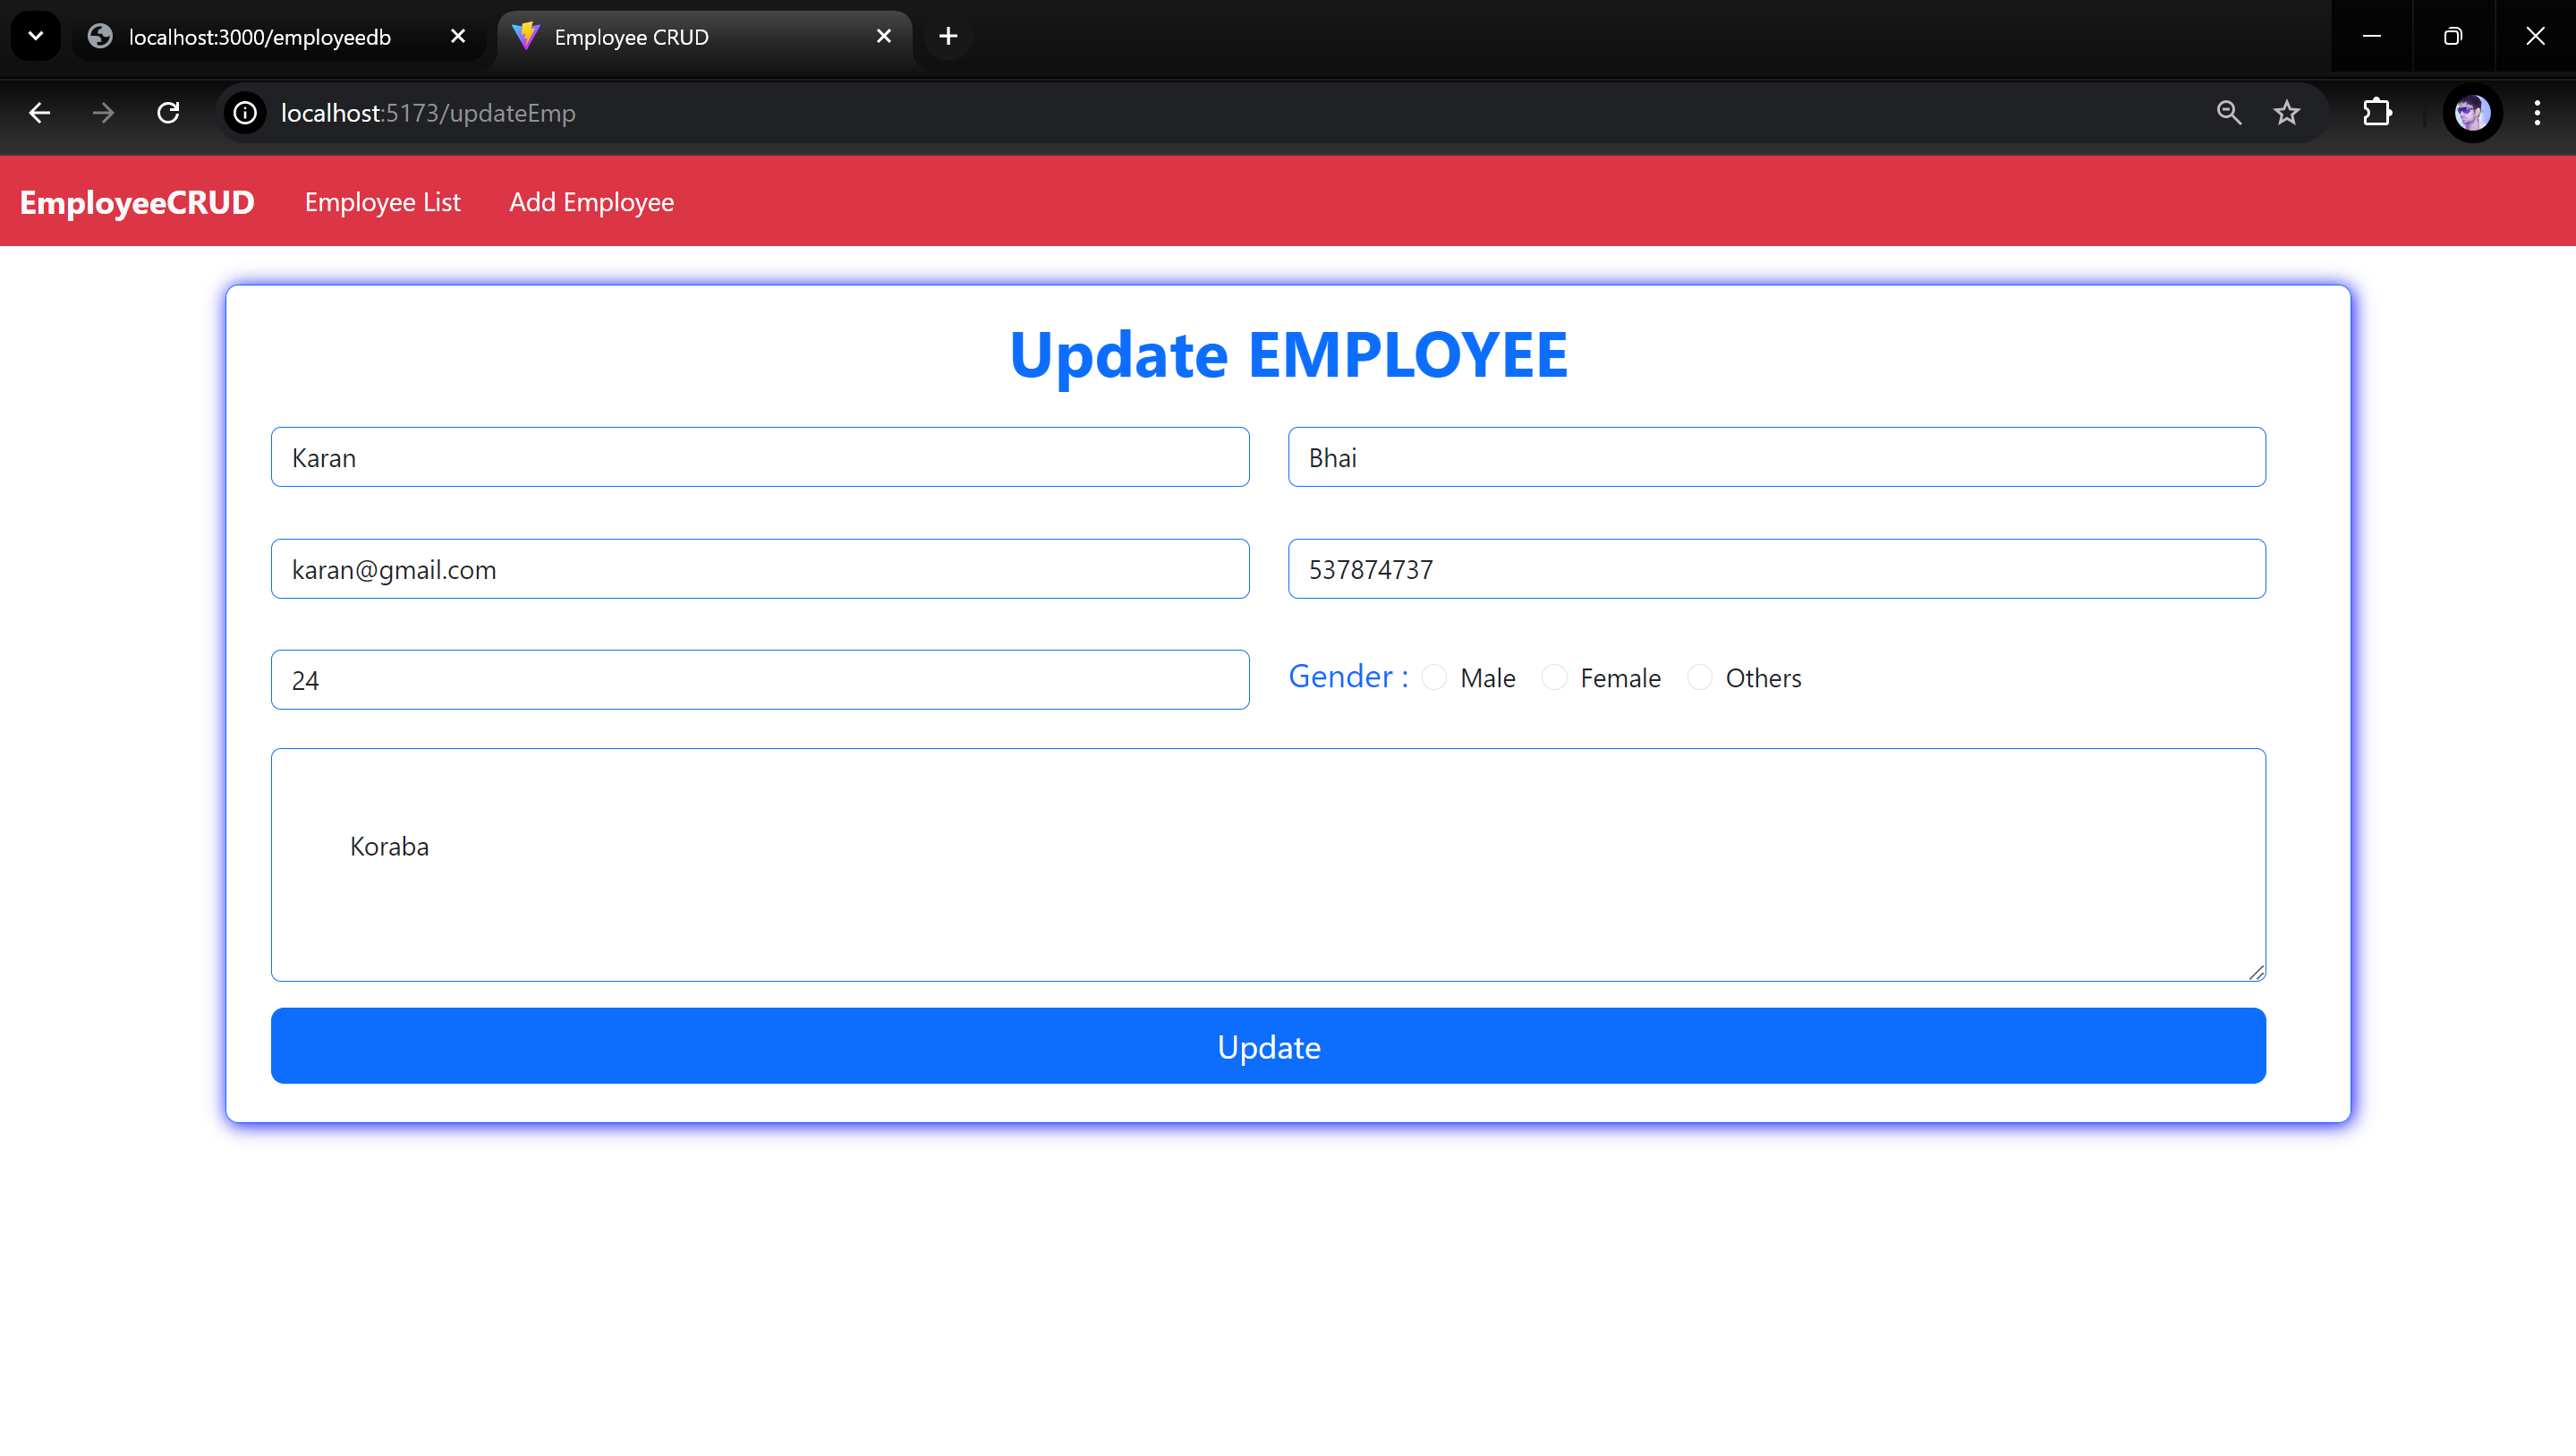 localhost:3000/employeedb
Employee CRUD
localhost:5173/updateEmp
EmployeeCRUD Employee List Add Employee
Update EMPLOYEE
Karan Bhai
karan@gmail.com 537874737
24 Gender : Male Female Others
Koraba
Update